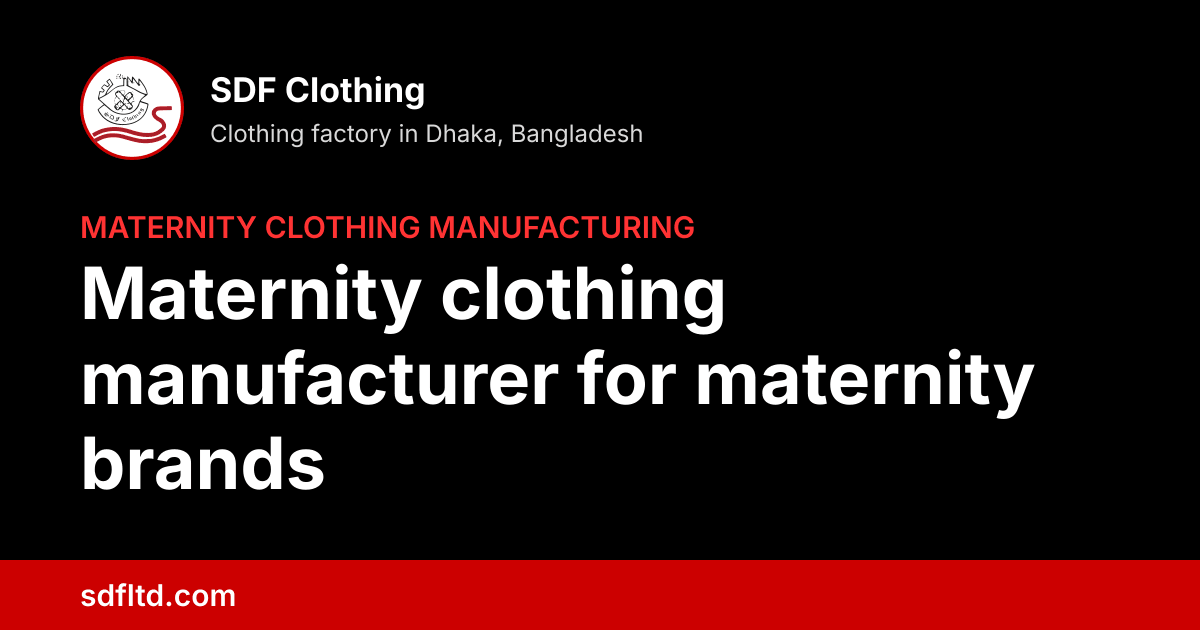 SDF Clothing
Clothing factory in Dhaka, Bangladesh
MATERNITY CLOTHING MANUFACTURING
Maternity clothing
manufacturer for maternity
brands
sdfltd.com